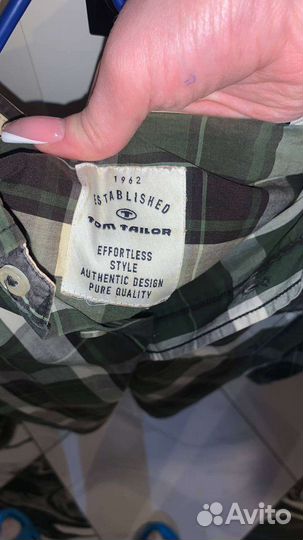 1962
ESTABLISHED
TOM TAILOR
EFFORTLESS
STYLE
AUTHENTIC DESIGN
PURE QUALITY
Avito